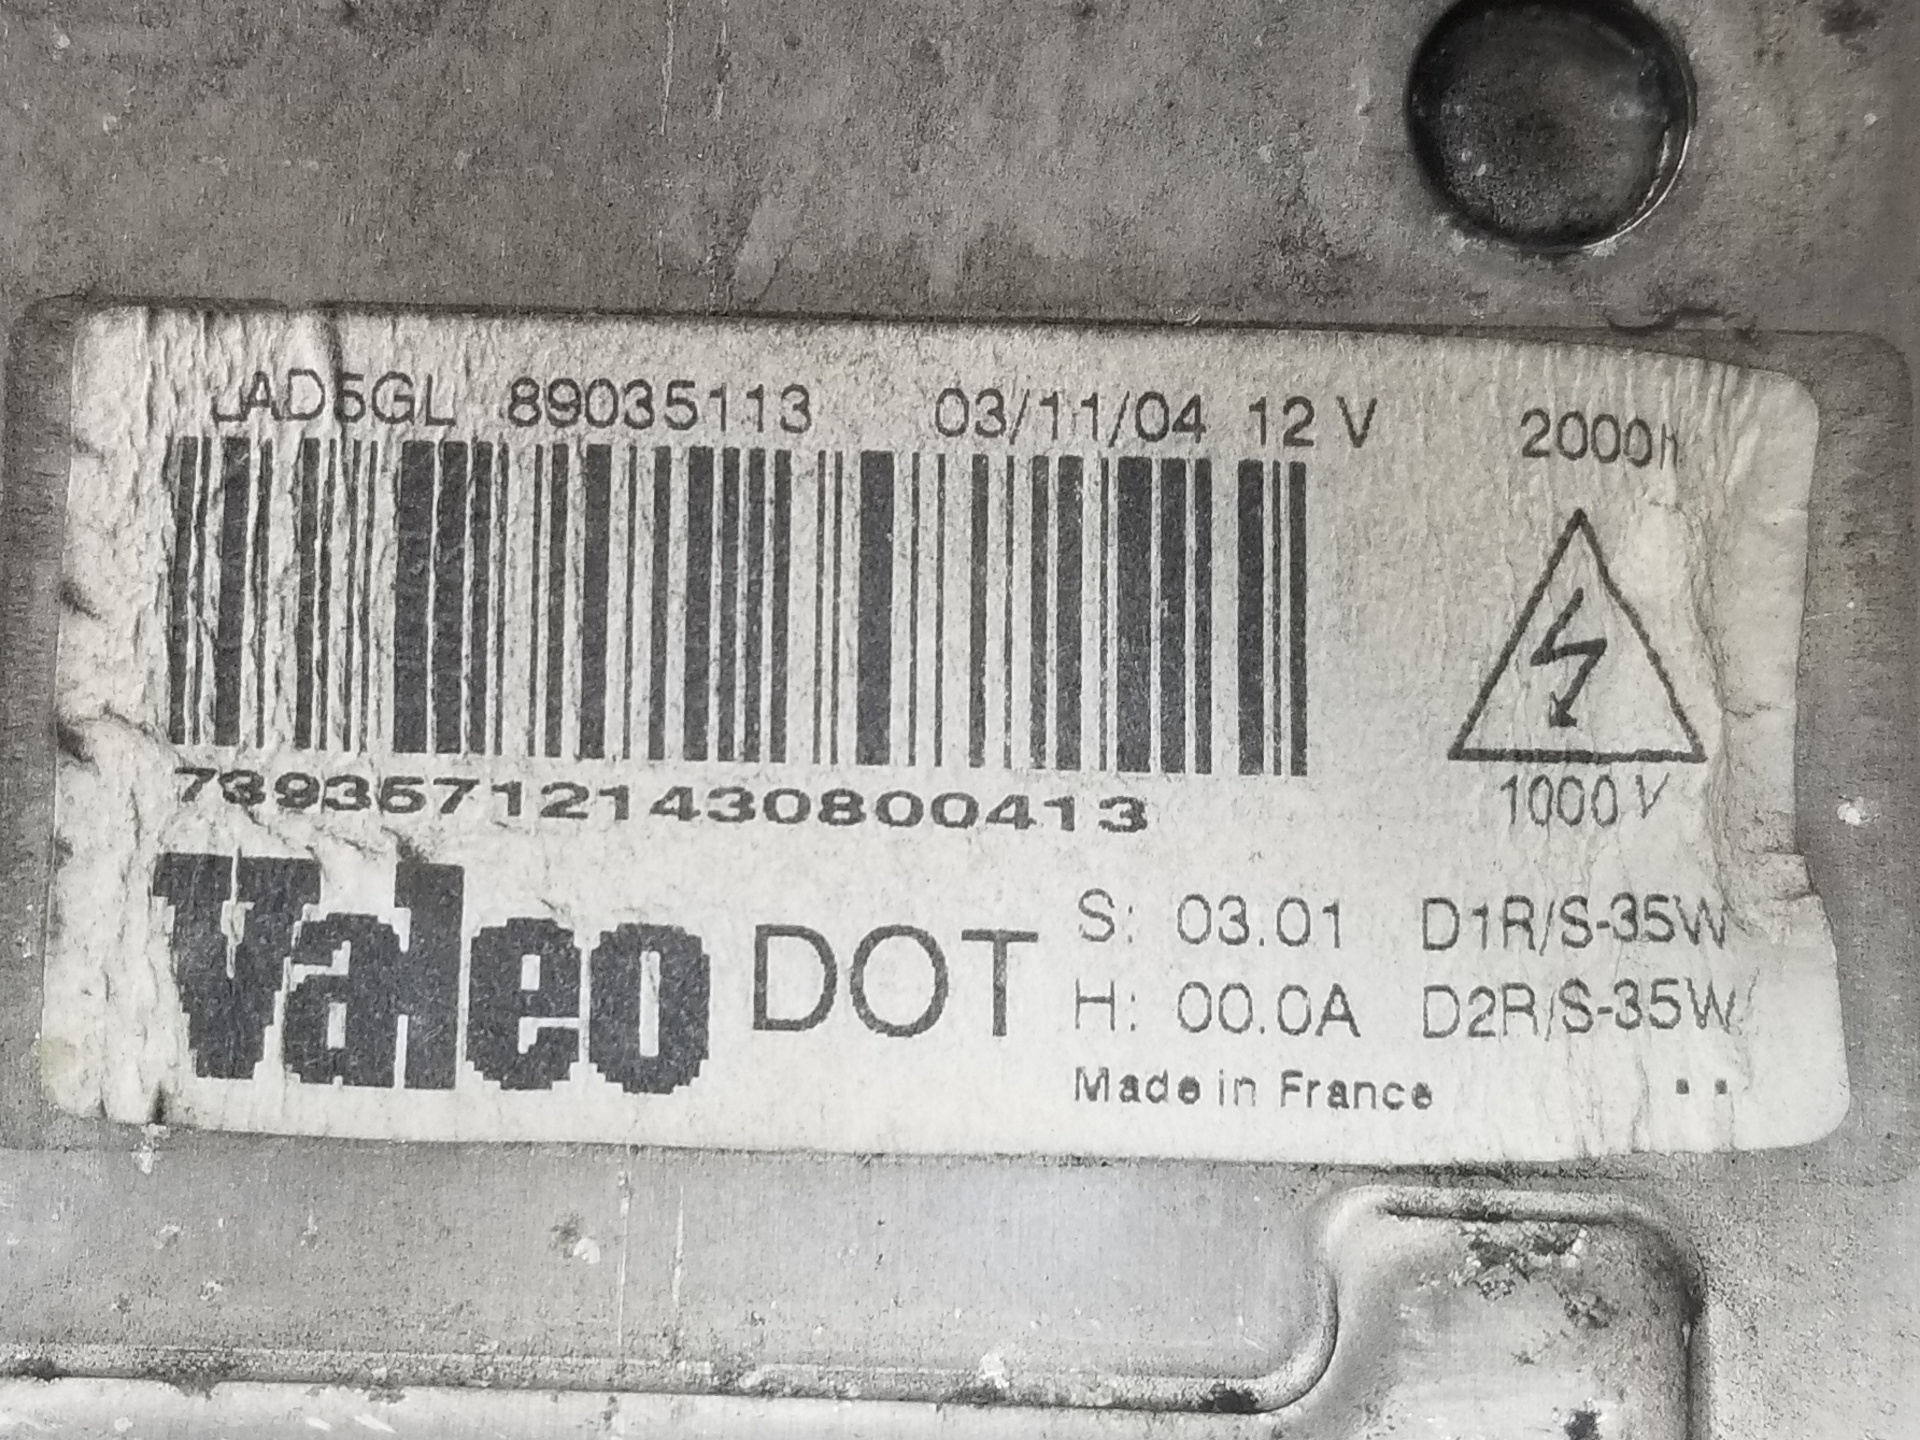 LAD5GL 89035113 03/11/04 12 V 2000h
739357121430800413
1000 V
Valeo DOT
S: 03.01 D1R/S-35W
H: 00.0A D2R/S-35W
Made in France